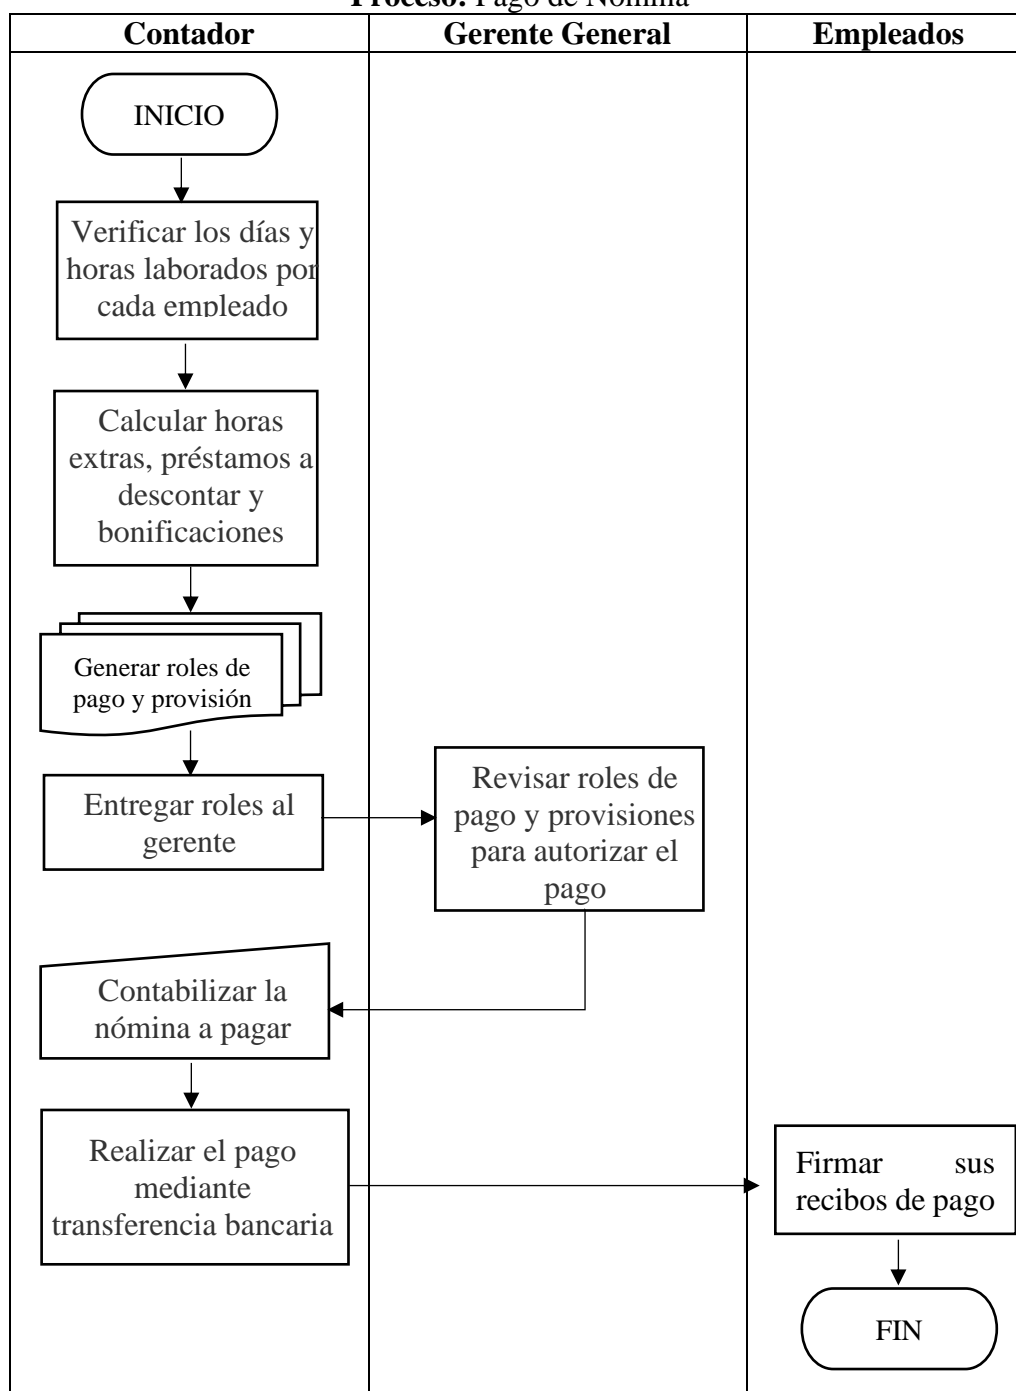 Proceso: Pago de Nómina
Contador
Gerente General
Empleados
INICIO
Verificar los días y
horas laborados por
cada empleado
Calcular horas
extras, préstamos a
descontar y
bonificaciones
Generar roles de
pago y provisión
Entregar roles al
gerente
Revisar roles de
pago y provisiones
para autorizar el
pago
Contabilizar la
nómina a pagar
Realizar el pago
mediante
transferencia bancaria
Firmar sus
recibos de pago
FIN